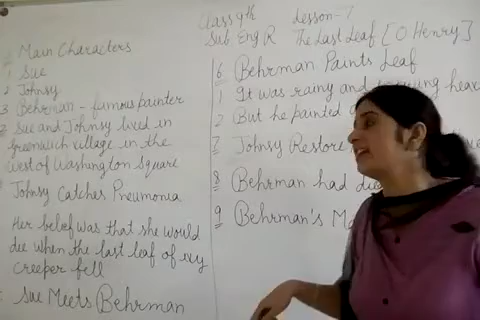 Class 9th Lesson - 7
Sub Eng R The Last Leaf [O'Henry]
Main Characters
1 Sue
2 Johnsy
3 Behrman - famous painter
Sue and Johnsy lived in
greenwich village in the
west of Washington Square
Johnsy Catches Pneumonia
Her belief was that she would
die when the last leaf of ivy
creeper fell
Sue Meets Behrman
6 Behrman Paints Leaf
1 It was rainy and
2 But he painted
7 Johnsy Restore
8 Behrman had
9 Behrman's